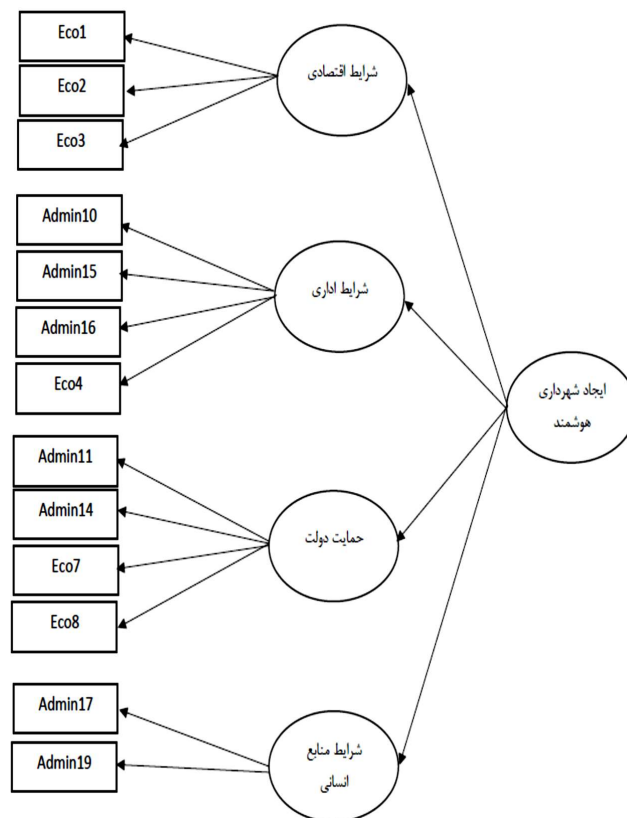 Eco1
Eco2
Eco3
شرایط اقتصادی
Admin10
Admin15
Admin16
Eco4
شرایط اداری
ایجاد شهرداری
هوشمند
Admin11
Admin14
Eco7
Eco8
حمایت دولت
Admin17
Admin19
شرایط منابع
انسانی